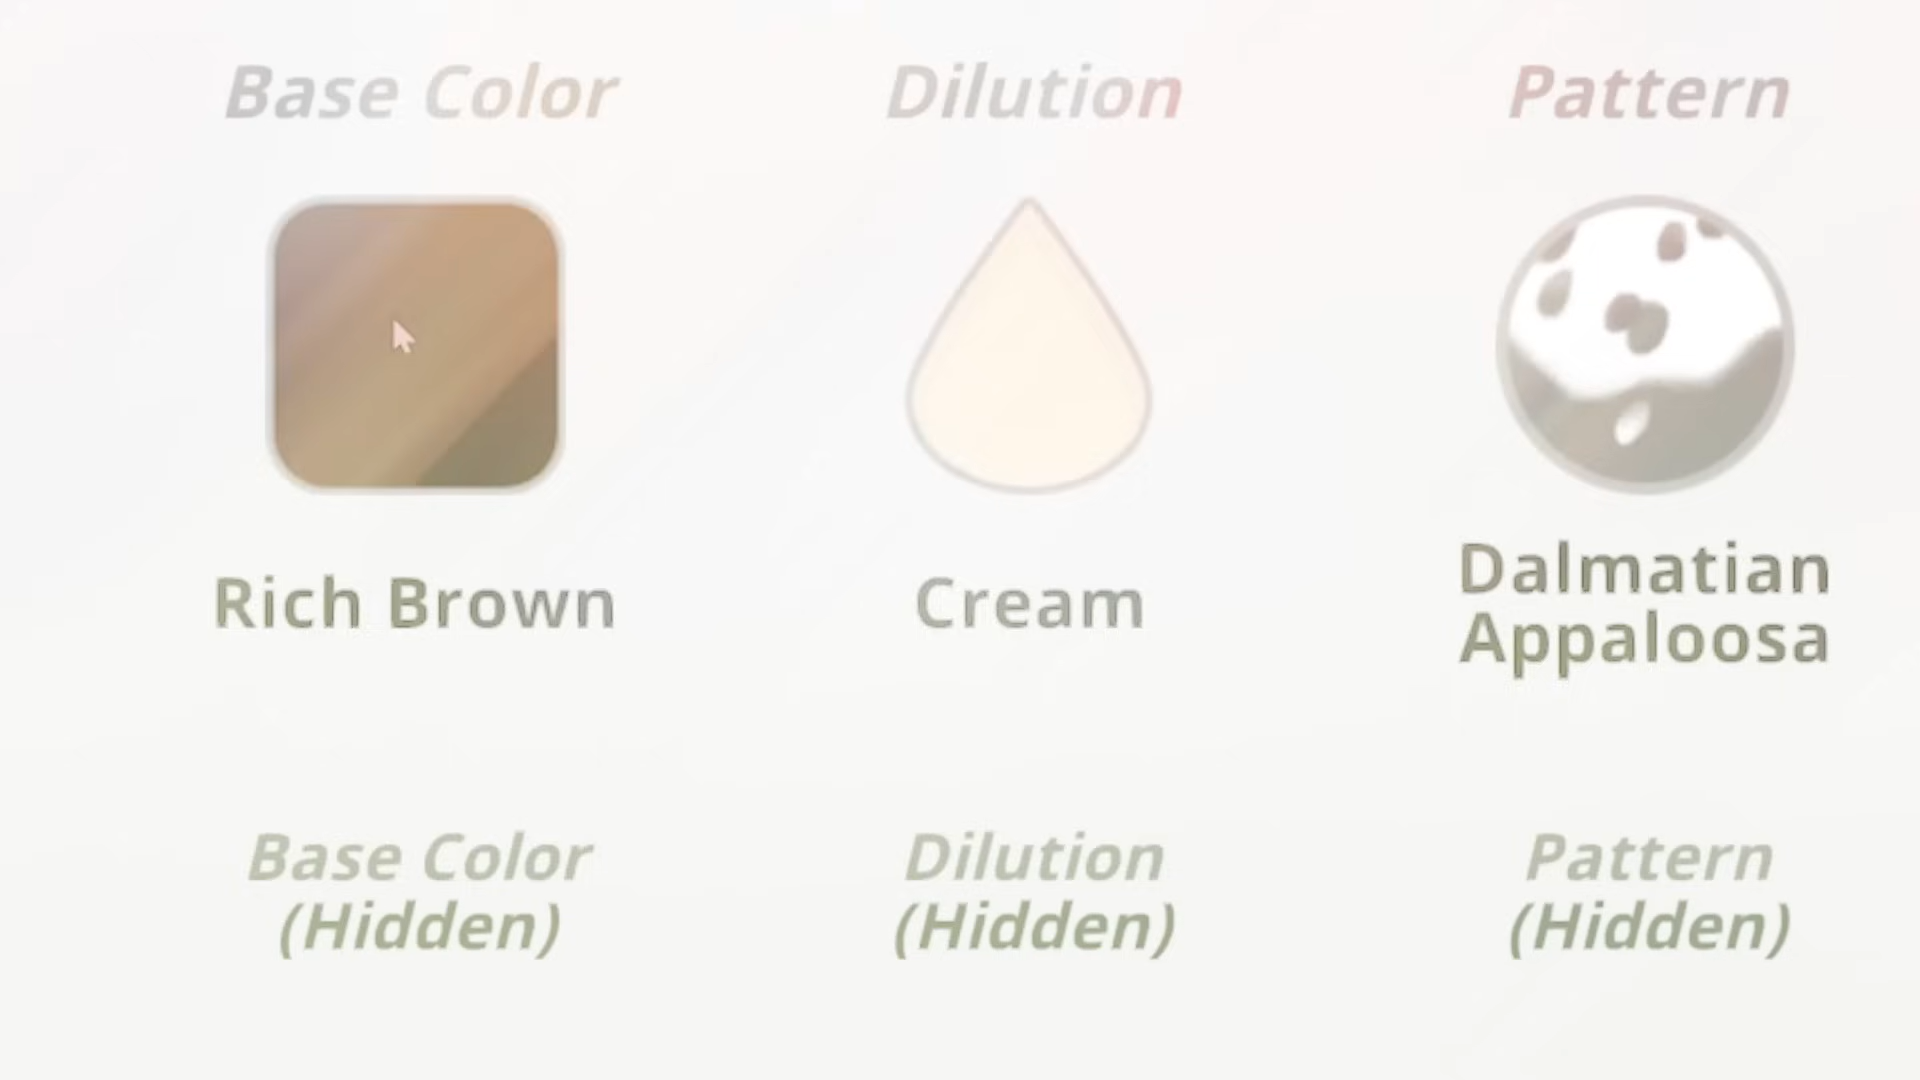 Base Color
Dilution
Pattern
Rich Brown
Cream
Dalmatian
Appaloosa
Base Color
(Hidden)
Dilution
(Hidden)
Pattern
(Hidden)